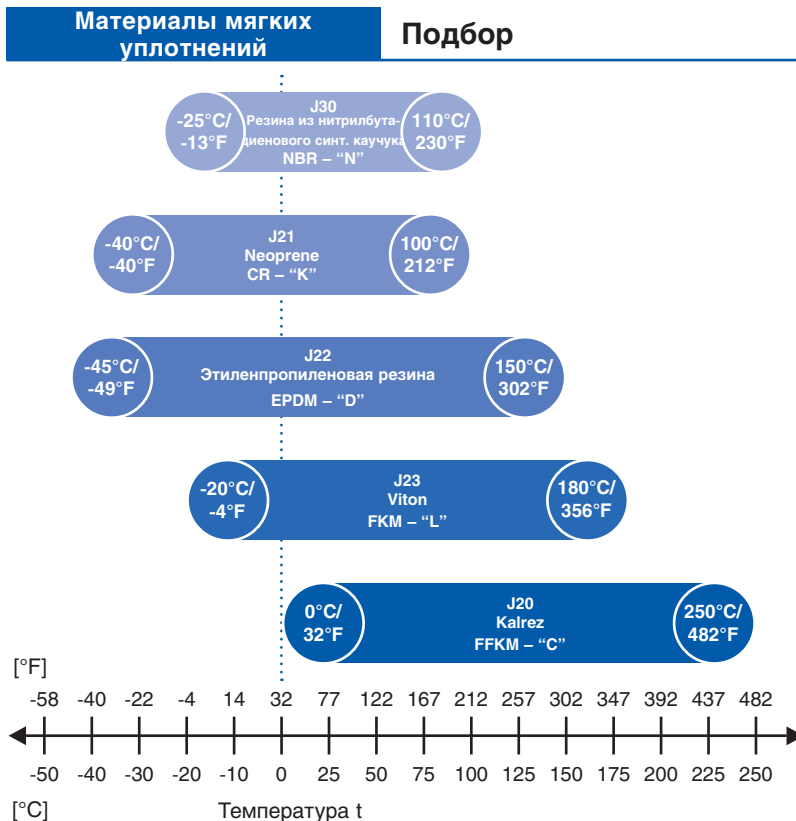 Материалы мягких
уплотнений
Подбор
-25°C/
-13°F
J30
Резина из нитрилбута-
диенового синт. каучука
NBR – “N”
110°C/
230°F
-40°C/
-40°F
J21
Neoprene
CR – “K”
100°C/
212°F
-45°C/
-49°F
J22
Этиленпропиленовая резина
EPDM – “D”
150°C/
302°F
-20°C/
-4°F
J23
Viton
FKM – “L”
180°C/
356°F
0°C/
32°F
J20
Kalrez
FFKM – “C”
250°C/
482°F
[°F]
-58 -40 -22 -4 14 32 77 122 167 212 257 302 347 392 437 482
-50 -40 -30 -20 -10 0 25 50 75 100 125 150 175 200 225 250
[°C] Температура t